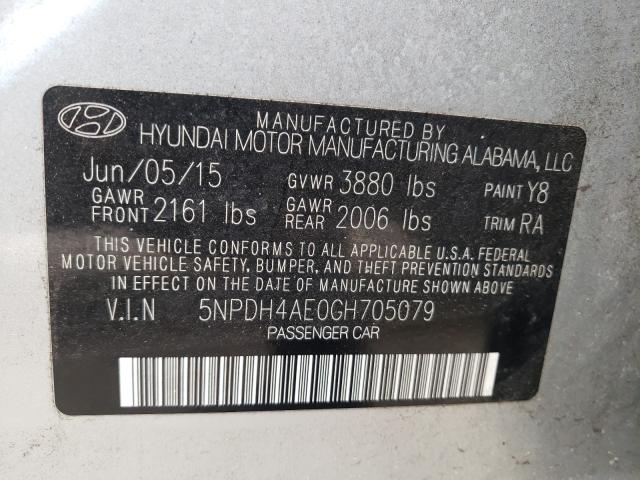 MANUFACTURED BY
HYUNDAI MOTOR MANUFACTURING ALABAMA, LLC
Jun/05/15 GVWR 3880 lbs PAINT Y8
GAWR FRONT 2161 lbs GAWR REAR 2006 lbs TRIM RA
THIS VEHICLE CONFORMS TO ALL APPLICABLE U.S.A. FEDERAL
MOTOR VEHICLE SAFETY, BUMPER, AND THEFT PREVENTION STANDARDS
IN EFFECT ON THE DATE OF MANUFACTURE SHOWN ABOVE.
V.I.N 5NPDH4AE0GH705079
PASSENGER CAR